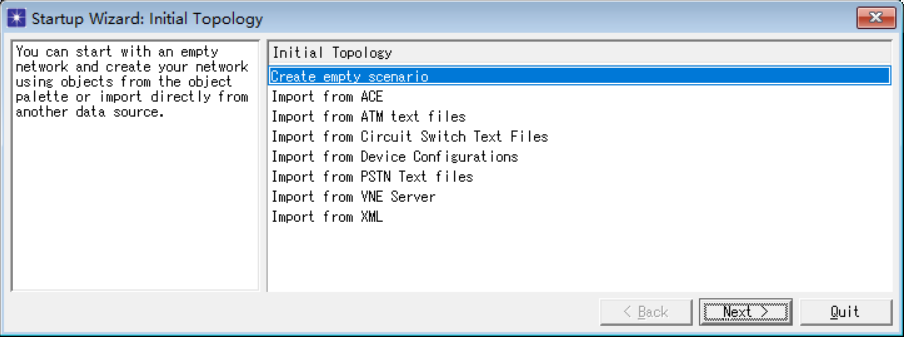 Startup Wizard: Initial Topology
You can start with an empty
network and create your network
using objects from the object
palette or import directly from
another data source.
Initial Topology
Create empty scenario
Import from ACE
Import from ATM text files
Import from Circuit Switch Text Files
Import from Device Configurations
Import from PSTN Text files
Import from VNE Server
Import from XML
< Back
Next >
Quit